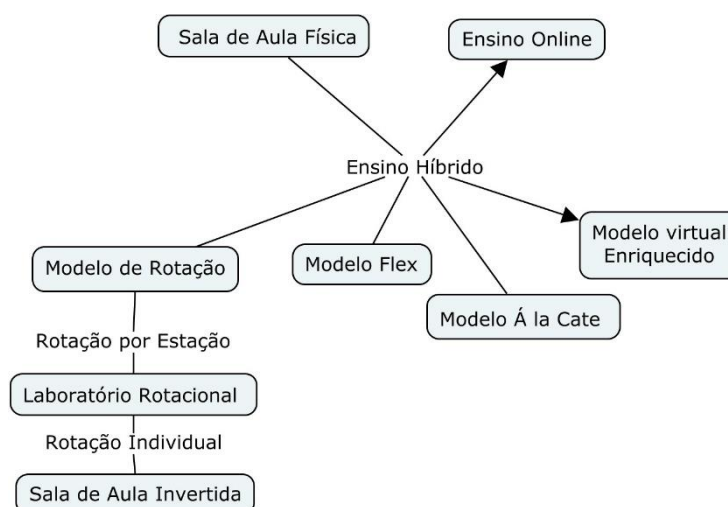 Sala de Aula Física
Ensino Online
Ensino Híbrido
Modelo de Rotação
Modelo Flex
Modelo virtual
Enriquecido
Modelo Á la Cate
Rotação por Estação
Laboratório Rotacional
Rotação Individual
Sala de Aula Invertida